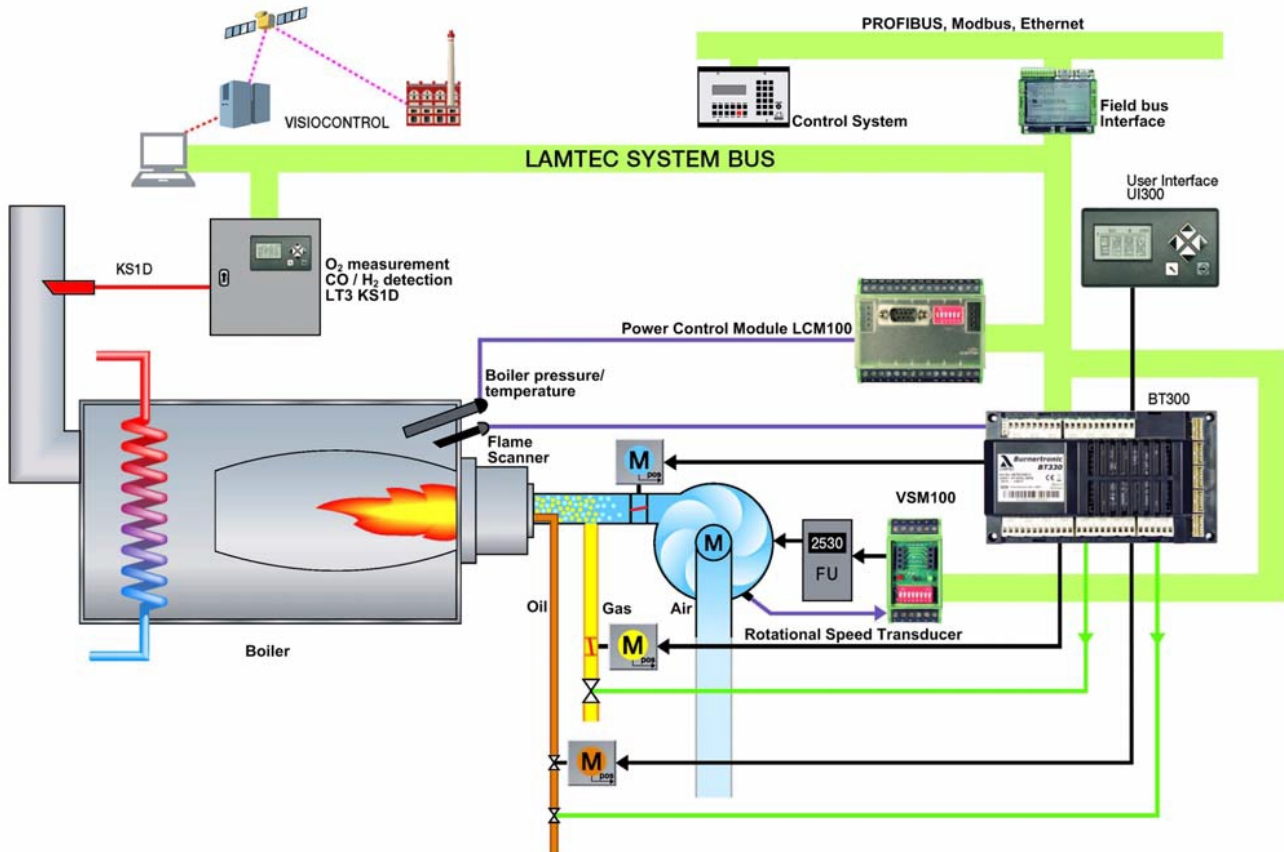 PROFIBUS, Modbus, Ethernet
VISIOCONTROL
Control System
Field bus
Interface
LAMTEC SYSTEM BUS
User Interface
UI300
KS1D
O₂ measurement
CO / H₂ detection
LT3 KS1D
Power Control Module LCM100
Boiler pressure/
temperature
BT300
Flame
Scanner
M
pos
Burnertronic
BT330
VSM100
M
2530
FU
Oil
Gas
Air
Rotational Speed Transducer
Boiler
M
pos
M
pos